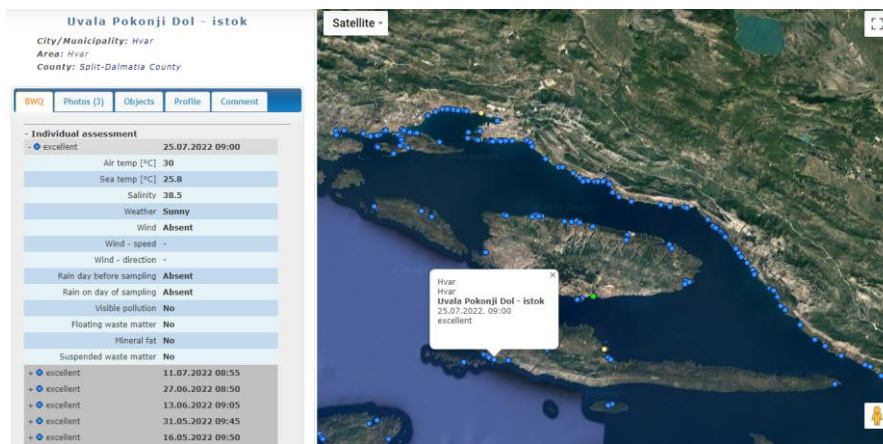 Uvala Pokonji Dol - istok
City/Municipality: Hvar
Area: Hvar
County: Split-Dalmatia County
BWQ Photos (3) Objects Profile Comment
- Individual assessment
- excellent 25.07.2022 09:00
Air temp [°C] 30
Sea temp [°C] 25.8
Salinity 38.5
Weather Sunny
Wind Absent
Wind - speed -
Wind - direction -
Rain day before sampling Absent
Rain on day of sampling Absent
Visible pollution No
Floating waste matter No
Mineral fat No
Suspended waste matter No
+ excellent 11.07.2022 08:55
+ excellent 27.06.2022 08:50
+ excellent 13.06.2022 09:05
+ excellent 31.05.2022 09:45
+ excellent 16.05.2022 09:50
Satellite
Hvar
Hvar
Uvala Pokonji Dol - istok
25.07.2022. 09:00
excellent